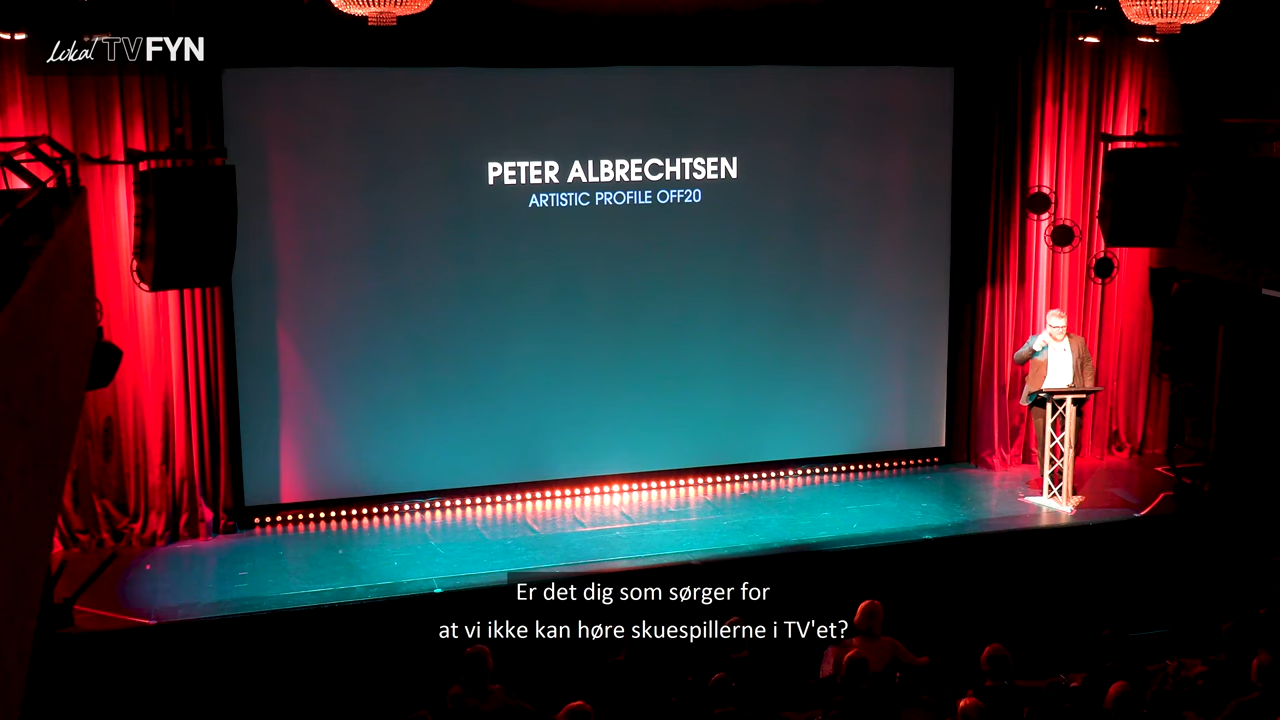 lokal TV FYN
PETER ALBRECHTSEN
ARTISTIC PROFILE OFF20
Er det dig som sørger for
at vi ikke kan høre skuespillerne i TV'et?